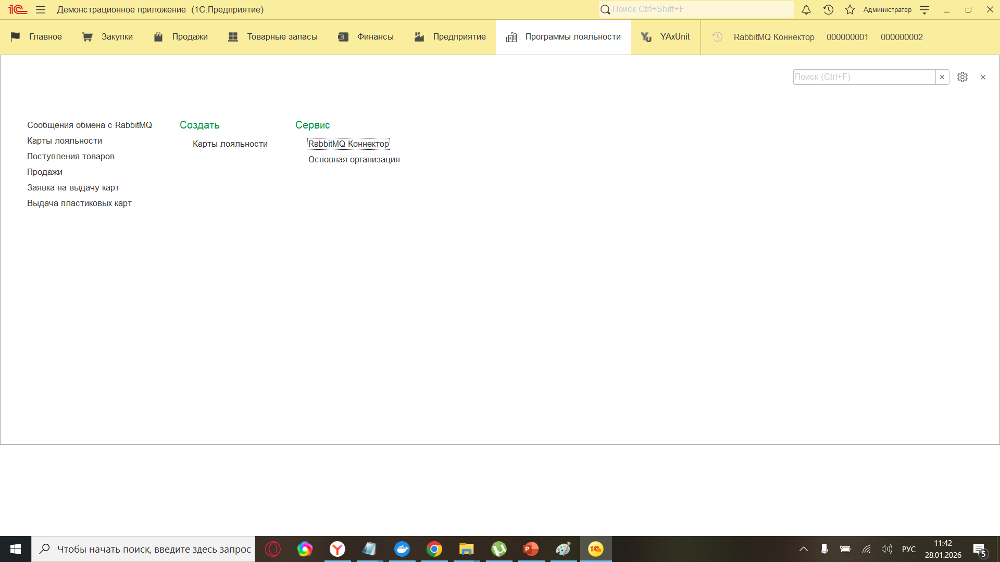 1C Демонстрационное приложение (1С:Предприятие) Поиск Ctrl+Shift+F Администратор
Главное Закупки Продажи Товарные запасы Финансы Предприятие Программы лояльности YAxUnit RabbitMQ Коннектор 000000001 000000002
Поиск (Ctrl+F)
Сообщения обмена с RabbitMQ
Карты лояльности
Поступления товаров
Продажи
Заявка на выдачу карт
Выдача пластиковых карт
Создать
Карты лояльности
Сервис
RabbitMQ Коннектор
Основная организация
Чтобы начать поиск, введите здесь запрос
РУС
11:42
28.01.2026
5